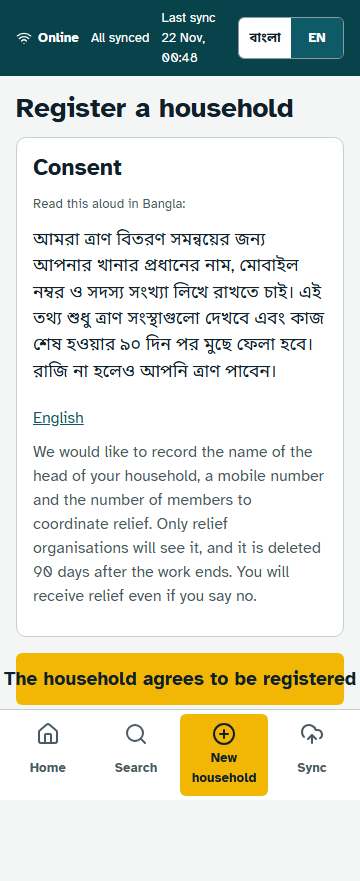 Online
All synced
Last sync
22 Nov,
00:48
বাংলা
EN
Register a household
Consent
Read this aloud in Bangla:
আমরা ত্রাণ বিতরণ সমন্বয়ের জন্য
আপনার খানার প্রধানের নাম, মোবাইল
নম্বর ও সদস্য সংখ্যা লিখে রাখতে চাই। এই
তথ্য শুধু ত্রাণ সংস্থাগুলো দেখবে এবং কাজ
শেষ হওয়ার ৯০ দিন পর মুছে ফেলা হবে।
রাজি না হলেও আপনি ত্রাণ পাবেন।
English
We would like to record the name of the
head of your household, a mobile number
and the number of members to
coordinate relief. Only relief
organisations will see it, and it is deleted
90 days after the work ends. You will
receive relief even if you say no.
The household agrees to be registered
Home
Search
New
household
Sync